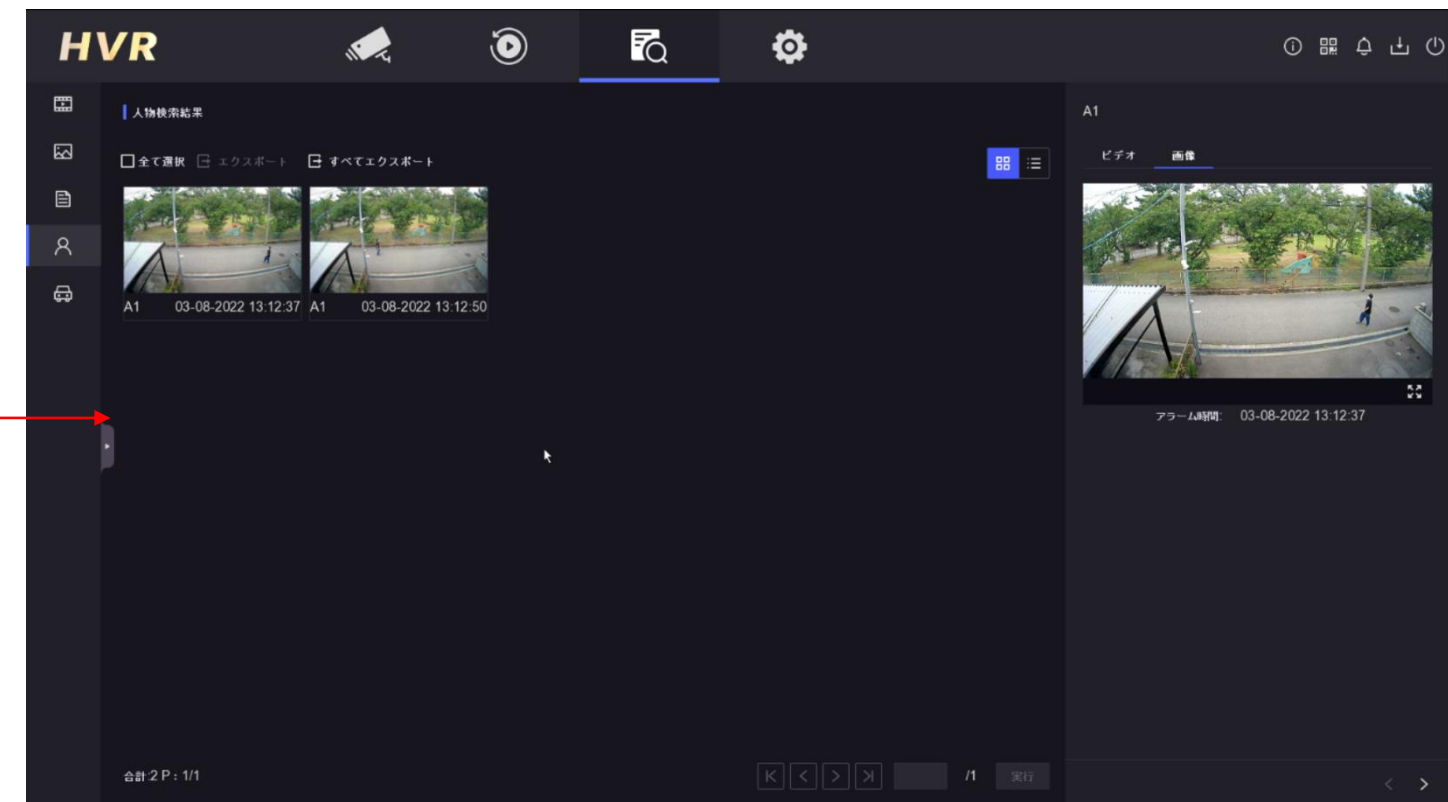 HVR
人物検索結果
A1
全て選択 エクスポート すべてエクスポート
ビデオ 画像
A1 03-08-2022 13:12:37 A1 03-08-2022 13:12:50
アラーム時間: 03-08-2022 13:12:37
合計:2 P : 1/1 /1 実行